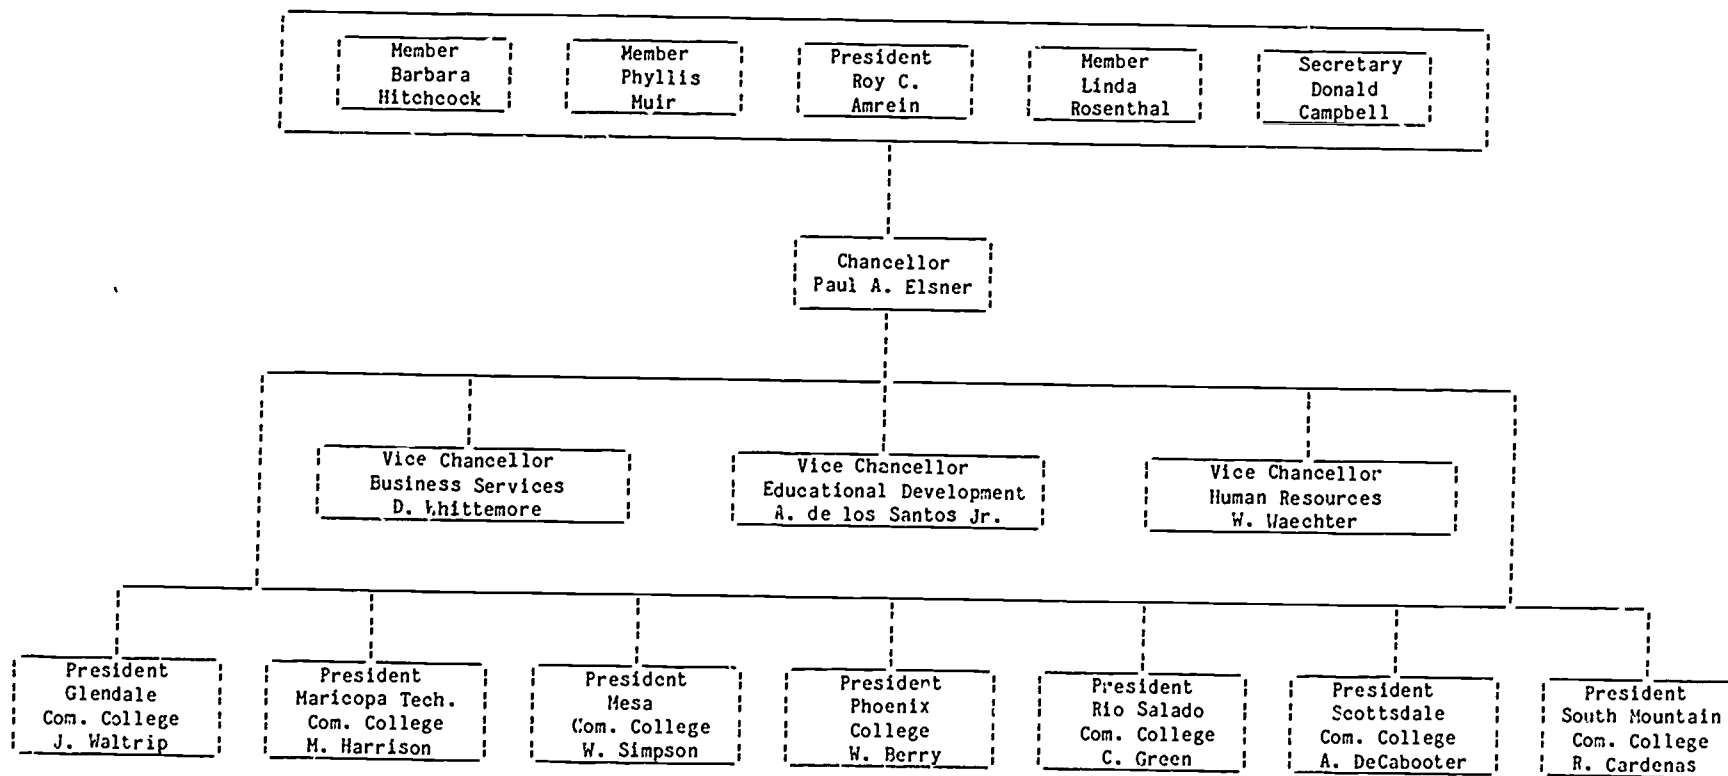 Member
Barbara
Hitchcock
Member
Phyllis
Muir
President
Roy C.
Amrein
Member
Linda
Rosenthal
Secretary
Donald
Campbell
Chancellor
Paul A. Elsner
Vice Chancellor
Business Services
D. Whittemore
Vice Chancellor
Educational Development
A. de los Santos Jr.
Vice Chancellor
Human Resources
W. Waechter
President
Glendale
Com. College
J. Waltrip
President
Maricopa Tech.
Com. College
M. Harrison
President
Mesa
Com. College
W. Simpson
President
Phoenix
College
W. Berry
President
Rio Salado
Com. College
C. Green
President
Scottsdale
Com. College
A. DeCabooter
President
South Mountain
Com. College
R. Cardenas